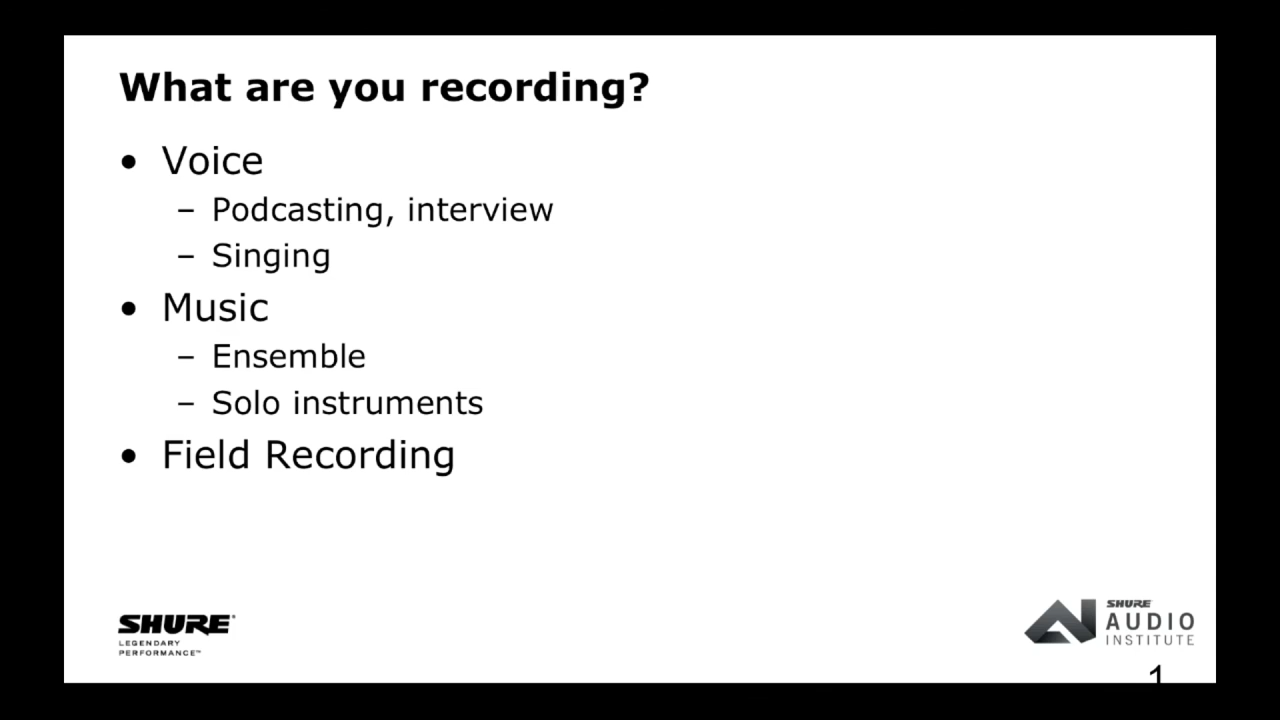 What are you recording?
• Voice
– Podcasting, interview
– Singing
• Music
– Ensemble
– Solo instruments
• Field Recording
SHURE®
LEGENDARY
PERFORMANCE™
SHURE
AUDIO
INSTITUTE
1